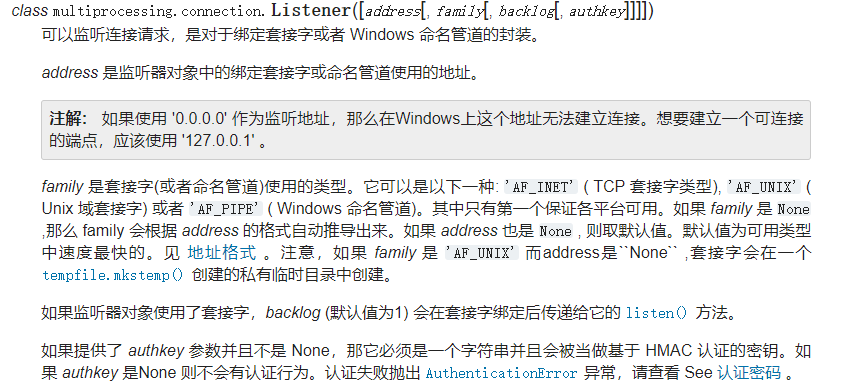 class multiprocessing.connection.Listener([address[, family[, backlog[, authkey]]]])
可以监听连接请求，是对于绑定套接字或者 Windows 命名管道的封装。
address 是监听器对象中的绑定套接字或命名管道使用的地址。
注解： 如果使用 '0.0.0.0' 作为监听地址，那么在Windows上这个地址无法建立连接。想要建立一个可连接
的端点，应该使用 '127.0.0.1' 。
family 是套接字(或者命名管道)使用的类型。它可以是以下一种: 'AF_INET' ( TCP 套接字类型), 'AF_UNIX' (
Unix 域套接字) 或者 'AF_PIPE' ( Windows 命名管道)。其中只有第一个保证各平台可用。如果 family 是 None
,那么 family 会根据 address 的格式自动推导出来。如果 address 也是 None , 则取默认值。默认值为可用类型
中速度最快的。见 地址格式 。注意，如果 family 是 'AF_UNIX' 而address是``None`` ,套接字会在一个
tempfile.mkstemp() 创建的私有临时目录中创建。
如果监听器对象使用了套接字，backlog (默认值为1) 会在套接字绑定后传递给它的 listen() 方法。
如果提供了 authkey 参数并且不是 None，那它必须是一个字符串并且会被当做基于 HMAC 认证的密钥。如
果 authkey 是None 则不会有认证行为。认证失败抛出 AuthenticationError 异常，请查看 See 认证密码 。